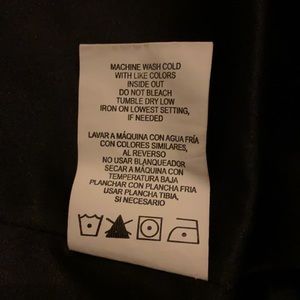 MACHINE WASH COLD
WITH LIKE COLORS
INSIDE OUT
DO NOT BLEACH
TUMBLE DRY LOW
IRON ON LOWEST SETTING,
IF NEEDED
LAVAR A MÁQUINA CON AGUA FRÍA
CON COLORES SIMILARES,
AL REVERSO
NO USAR BLANQUEADOR
SECAR A MÁQUINA CON
TEMPERATURA BAJA
PLANCHAR CON PLANCHA FRIA
USAR PLANCHA TIBIA,
SI NECESARIO